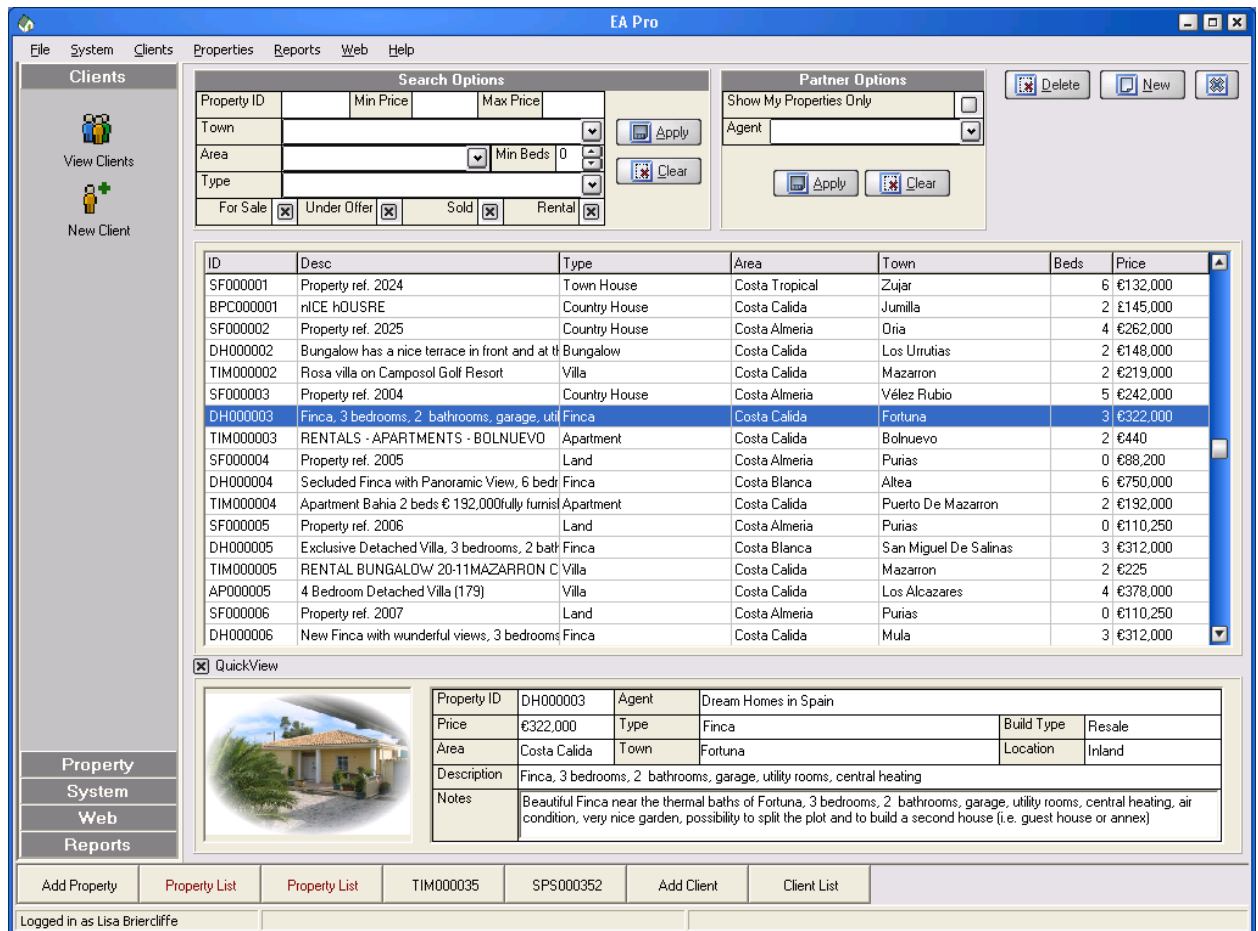 EA Pro
File System Clients Properties Reports Web Help
Clients
View Clients
New Client
Property
System
Web
Reports
Search Options
Property ID Min Price Max Price
Town
Area Min Beds 0
Type
For Sale Under Offer Sold Rental
Apply
Clear
Partner Options
Show My Properties Only
Agent
Apply Clear
Delete New
ID Desc Type Area Town Beds Price
SF000001 Property ref. 2024 Town House Costa Tropical Zujar 6 €132,000
BPC000001 nICE hOUSRE Country House Costa Calida Jumilla 2 £145,000
SF000002 Property ref. 2025 Country House Costa Almeria Oria 4 €262,000
DH000002 Bungalow has a nice terrace in front and at th Bungalow Costa Calida Los Urrutias 2 €148,000
TIM000002 Rosa villa on Camposol Golf Resort Villa Costa Calida Mazarron 2 €219,000
SF000003 Property ref. 2004 Country House Costa Almeria Vélez Rubio 5 €242,000
DH000003 Finca, 3 bedrooms, 2 bathrooms, garage, util Finca Costa Calida Fortuna 3 €322,000
TIM000003 RENTALS - APARTMENTS - BOLNUEVO Apartment Costa Calida Bolnuevo 2 €440
SF000004 Property ref. 2005 Land Costa Almeria Purias 0 €88,200
DH000004 Secluded Finca with Panoramic View, 6 bedr Finca Costa Blanca Altea 6 €750,000
TIM000004 Apartment Bahia 2 beds € 192,000fully furnisl Apartment Costa Calida Puerto De Mazarron 2 €192,000
SF000005 Property ref. 2006 Land Costa Almeria Purias 0 €110,250
DH000005 Exclusive Detached Villa, 3 bedrooms, 2 bath Finca Costa Blanca San Miguel De Salinas 3 €312,000
TIM000005 RENTAL BUNGALOW 20-11MAZARRON C Villa Costa Calida Mazarron 2 €225
AP000005 4 Bedroom Detached Villa (179) Villa Costa Calida Los Alcazares 4 €378,000
SF000006 Property ref. 2007 Land Costa Almeria Purias 0 €110,250
DH000006 New Finca with wunderful views, 3 bedrooms Finca Costa Calida Mula 3 €312,000
QuickView
Property ID DH000003 Agent Dream Homes in Spain
Price €322,000 Type Finca Build Type Resale
Area Costa Calida Town Fortuna Location Inland
Description Finca, 3 bedrooms, 2 bathrooms, garage, utility rooms, central heating
Notes Beautiful Finca near the thermal baths of Fortuna, 3 bedrooms, 2 bathrooms, garage, utility rooms, central heating, air
condition, very nice garden, possibility to split the plot and to build a second house (i.e. guest house or annex)
Add Property Property List Property List TIM000035 SPS000352 Add Client Client List
Logged in as Lisa Briercliffe